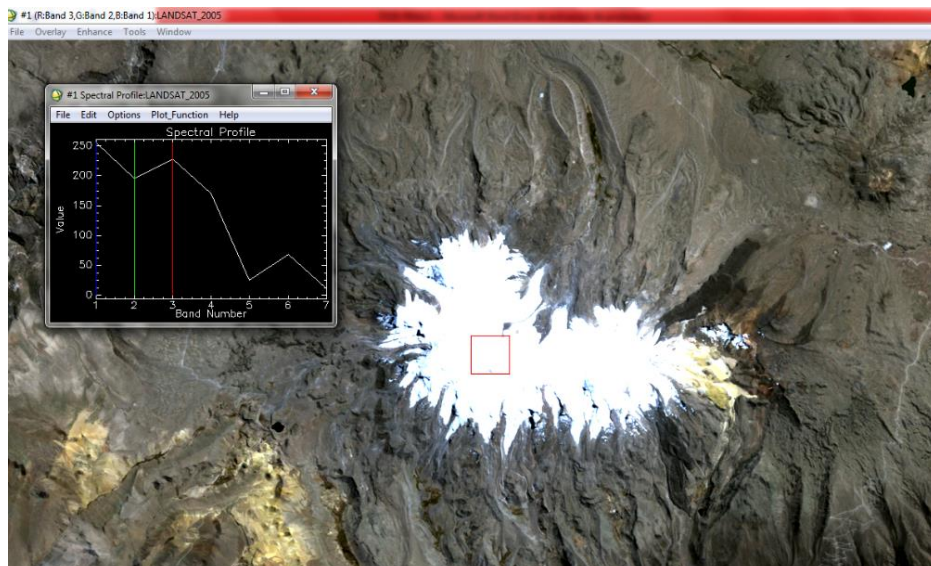 #1 (R:Band 3,G:Band 2,B:Band 1):LANDSAT_2005
File Overlay Enhance Tools Window
#1 Spectral Profile:LANDSAT_2005
File Edit Options Plot_Function Help
Spectral Profile
Value
250
200
150
100
50
0
1 2 3 4 5 6 7
Band Number